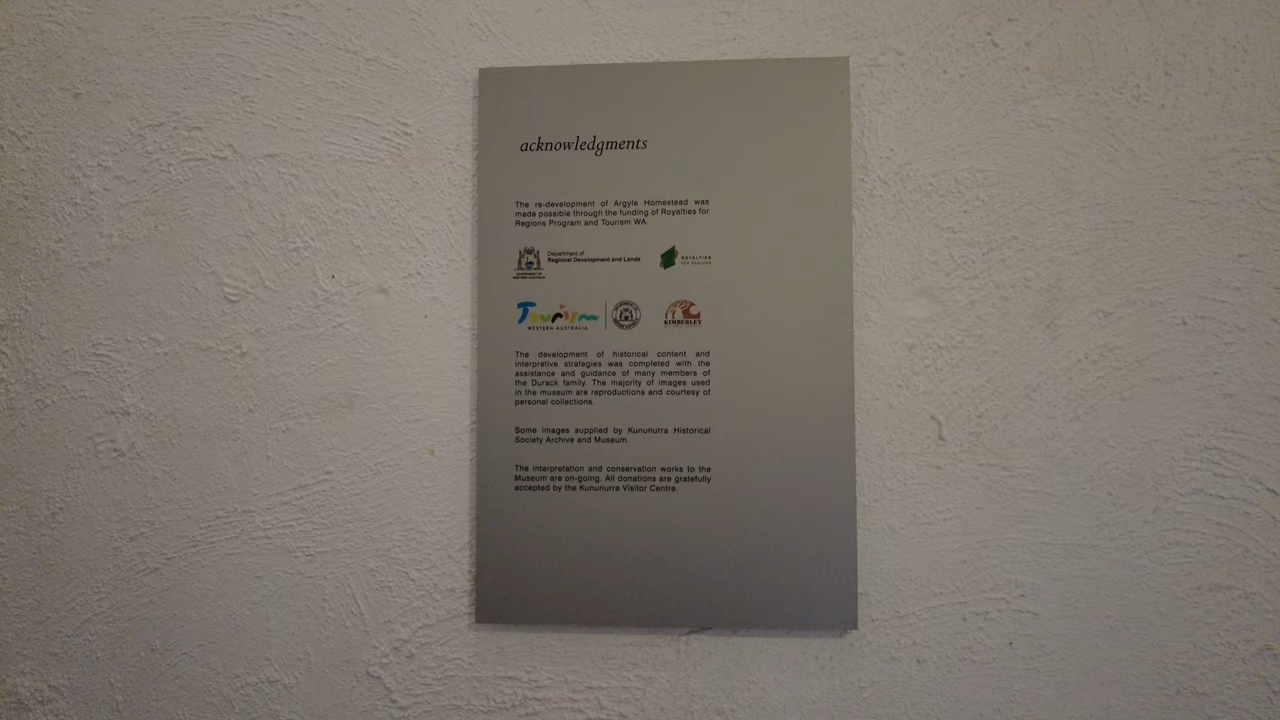 acknowledgments
The re-development of Argyle Homestead was
made possible through the funding of Royalties for
Regions Program and Tourism WA.
Department of
Regional Development and Lands
GOVERNMENT OF
WESTERN AUSTRALIA
ROYALTIES
FOR REGIONS
Tourism
WESTERN AUSTRALIA
KIMBERLEY
The development of historical content and
interpretive strategies was completed with the
assistance and guidance of many members of
the Durack family. The majority of images used
in the museum are reproductions and courtesy of
personal collections.
Some images supplied by Kununurra Historical
Society Archive and Museum.
The interpretation and conservation works to the
Museum are on-going. All donations are gratefully
accepted by the Kununurra Visitor Centre.